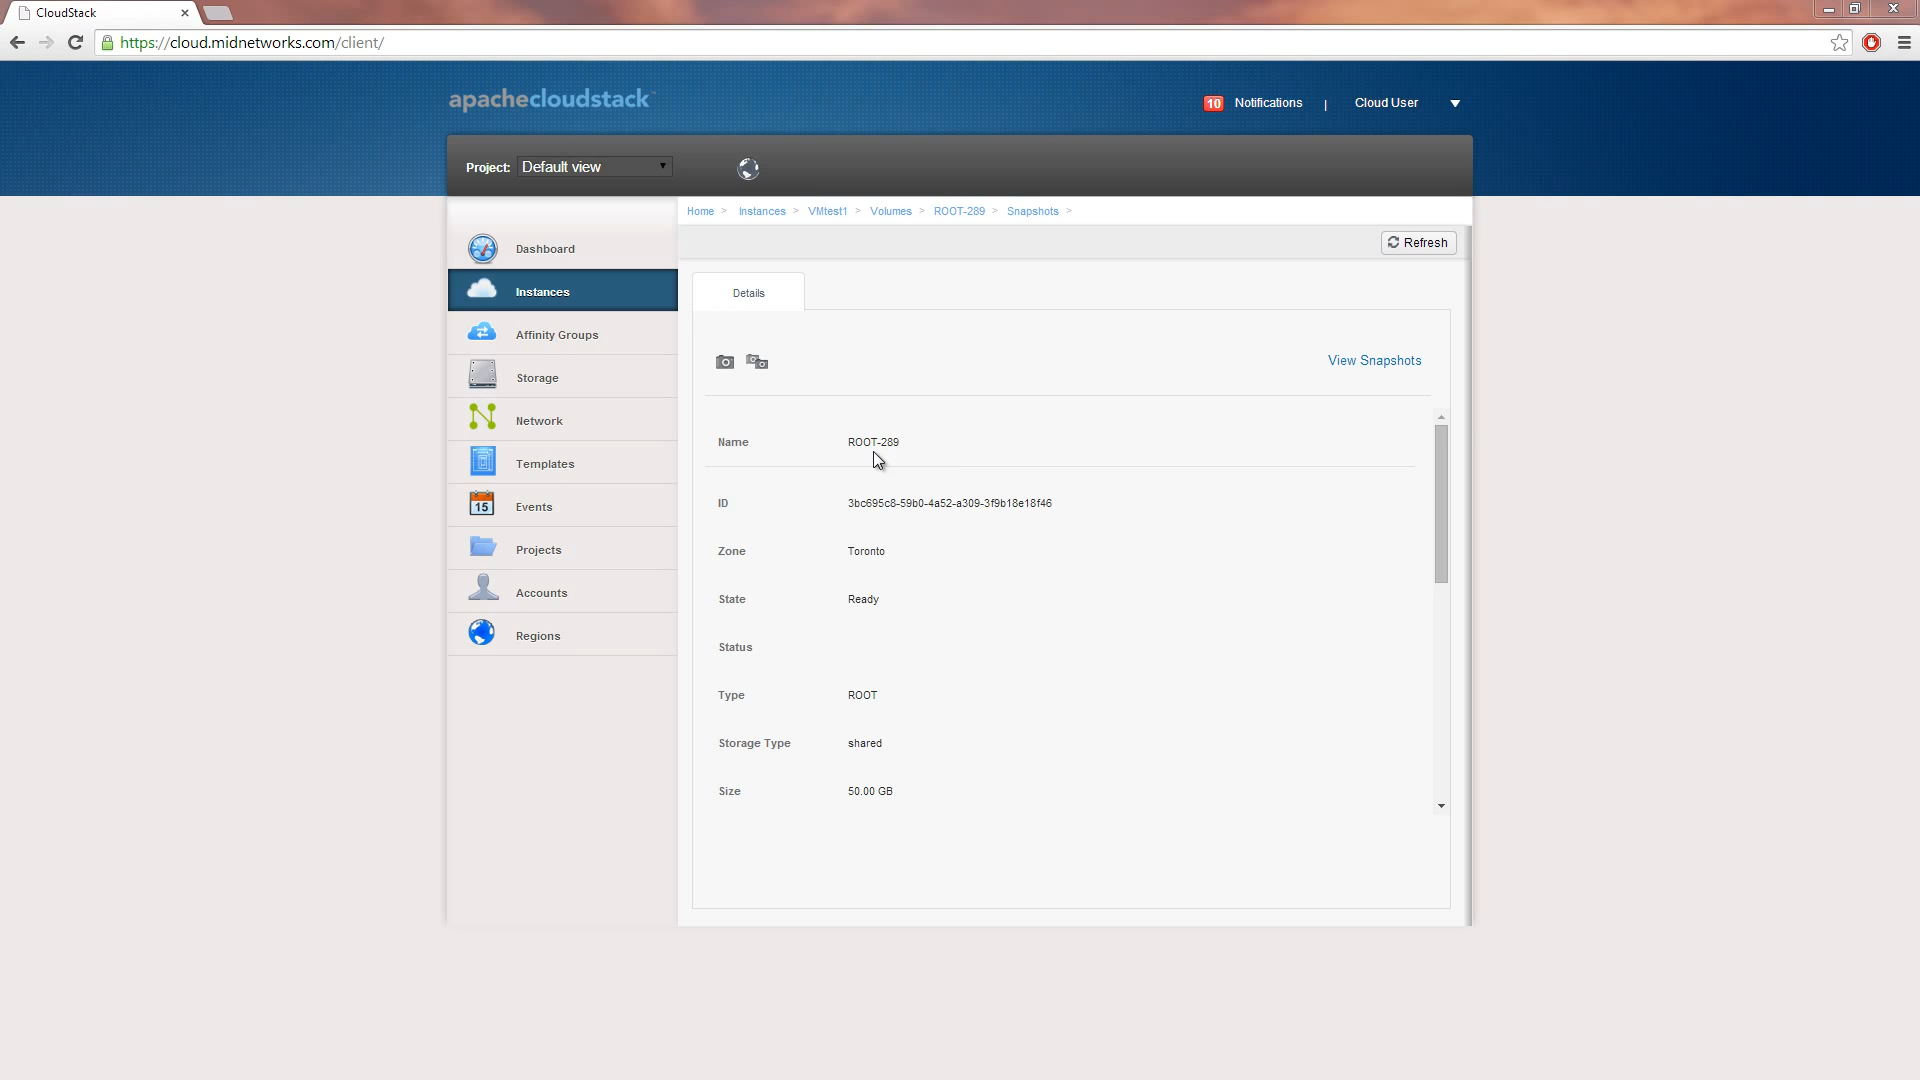 CloudStack
https://cloud.midnetworks.com/client/
apachecloudstack™
10 Notifications | Cloud User
Project: Default view
Home > Instances > VMtest1 > Volumes > ROOT-289 > Snapshots >
Refresh
Dashboard
Instances
Affinity Groups
Storage
Network
Templates
15 Events
Projects
Accounts
Regions
Details
View Snapshots
Name ROOT-289
ID 3bc695c8-59b0-4a52-a309-3f9b18e18f46
Zone Toronto
State Ready
Status
Type ROOT
Storage Type shared
Size 50.00 GB